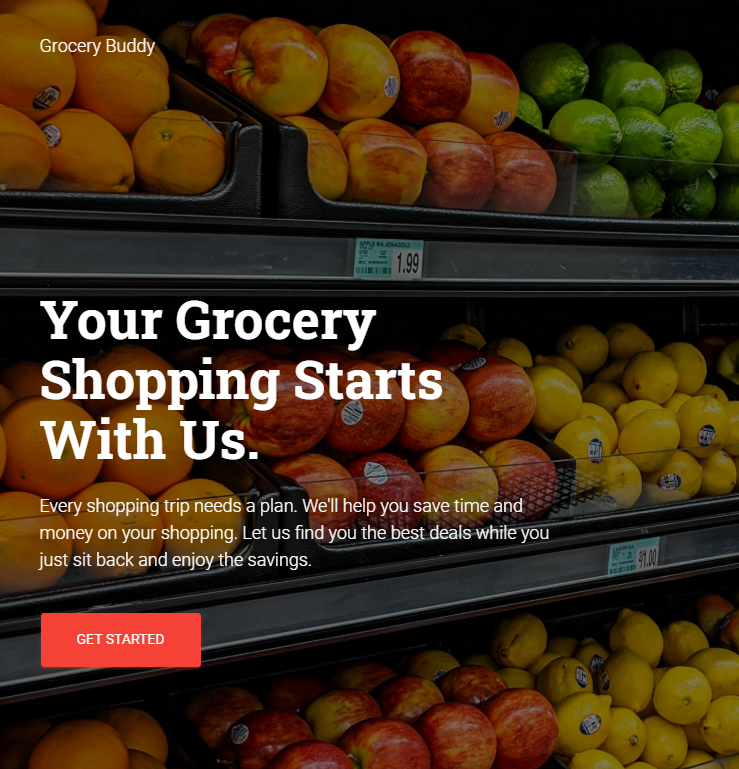 Grocery Buddy
APPLE WA JONAGOLD
1.99
Your Grocery
Shopping Starts
With Us.
Every shopping trip needs a plan. We'll help you save time and
money on your shopping. Let us find you the best deals while you
just sit back and enjoy the savings.
2/1.00
GET STARTED